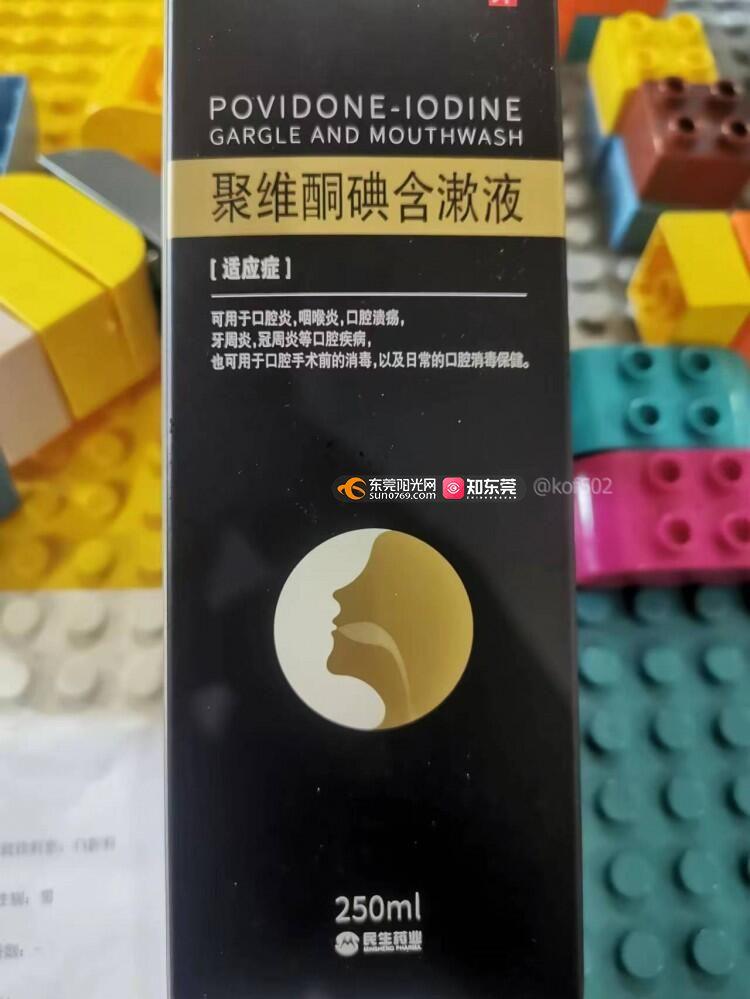 POVIDONE-IODINE
GARGLE AND MOUTHWASH
聚维酮碘含漱液
[适应症]
可用于口腔炎,咽喉炎,口腔溃疡,
牙周炎,冠周炎等口腔疾病,
也可用于口腔手术前的消毒,以及日常的口腔消毒保健。
东莞阳光网 知东莞 @kof502
sun0769.com
250ml
民生药业
MINSHENG PHARMA